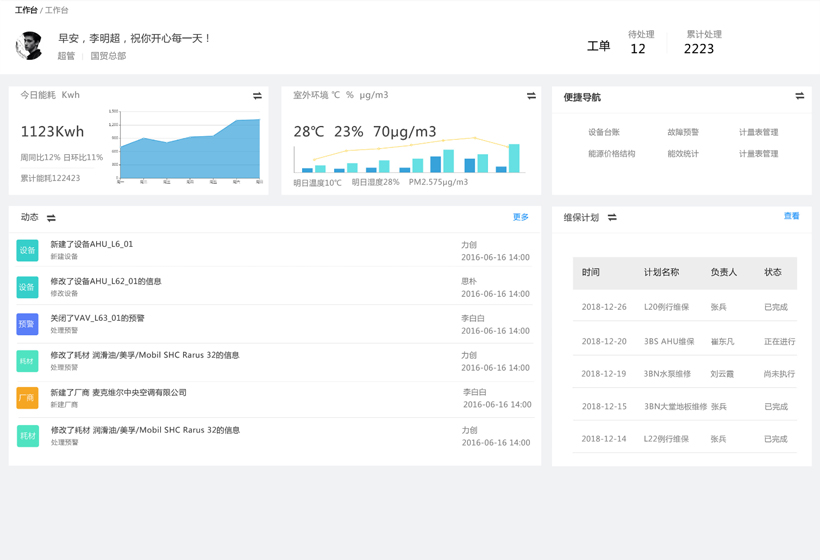 工作台 / 工作台
早安，李明超，祝你开心每一天！
超管 国贸总部
工单
待处理
12
累计处理
2223
今日能耗 Kwh
1123Kwh
周同比12% 日环比11%
累计能耗122423
室外环境 ℃ % μg/m3
28℃ 23% 70μg/m3
明日温度10℃ 明日湿度28% PM2.575μg/m3
便捷导航
设备台账 故障预警 计量表管理
能源价格结构 能效统计 计量表管理
动态
更多
设备
新建了设备AHU_L6_01
新建设备
力创
2016-06-16 14:00
设备
修改了设备AHU_L62_01的信息
修改设备
思朴
2016-06-16 14:00
预警
关闭了VAV_L63_01的预警
处理预警
李白白
2016-06-16 14:00
耗材
修改了耗材 润滑油/美孚/Mobil SHC Rarus 32的信息
处理预警
力创
2016-06-16 14:00
厂商
新建了厂商 麦克维尔中央空调有限公司
新建厂商
李白白
2016-06-16 14:00
耗材
修改了耗材 润滑油/美孚/Mobil SHC Rarus 32的信息
处理预警
力创
2016-06-16 14:00
维保计划
查看
时间 计划名称 负责人 状态
2018-12-26 L20例行维保 张兵 已完成
2018-12-20 3BS AHU维保 崔东凡 正在进行
2018-12-19 3BN水泵维修 刘云霞 尚未执行
2018-12-15 3BN大堂地板维修 张兵 已完成
2018-12-14 L22例行维保 张兵 已完成